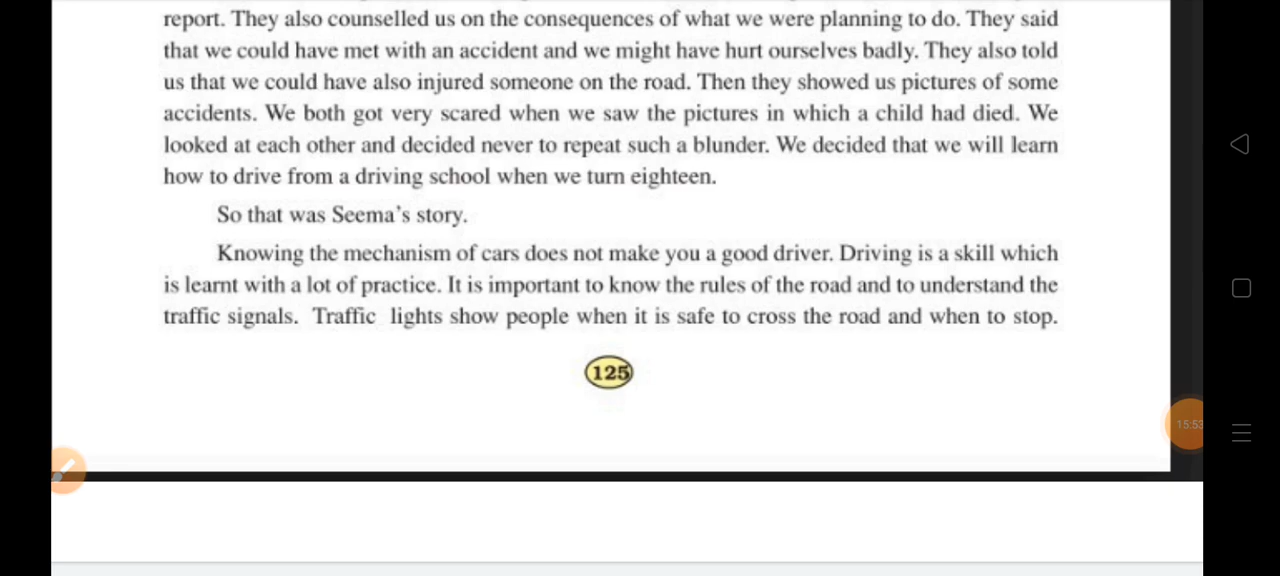 report. They also counselled us on the consequences of what we were planning to do. They said
that we could have met with an accident and we might have hurt ourselves badly. They also told
us that we could have also injured someone on the road. Then they showed us pictures of some
accidents. We both got very scared when we saw the pictures in which a child had died. We
looked at each other and decided never to repeat such a blunder. We decided that we will learn
how to drive from a driving school when we turn eighteen.
So that was Seema's story.
Knowing the mechanism of cars does not make you a good driver. Driving is a skill which
is learnt with a lot of practice. It is important to know the rules of the road and to understand the
traffic signals. Traffic lights show people when it is safe to cross the road and when to stop.
125
15:53